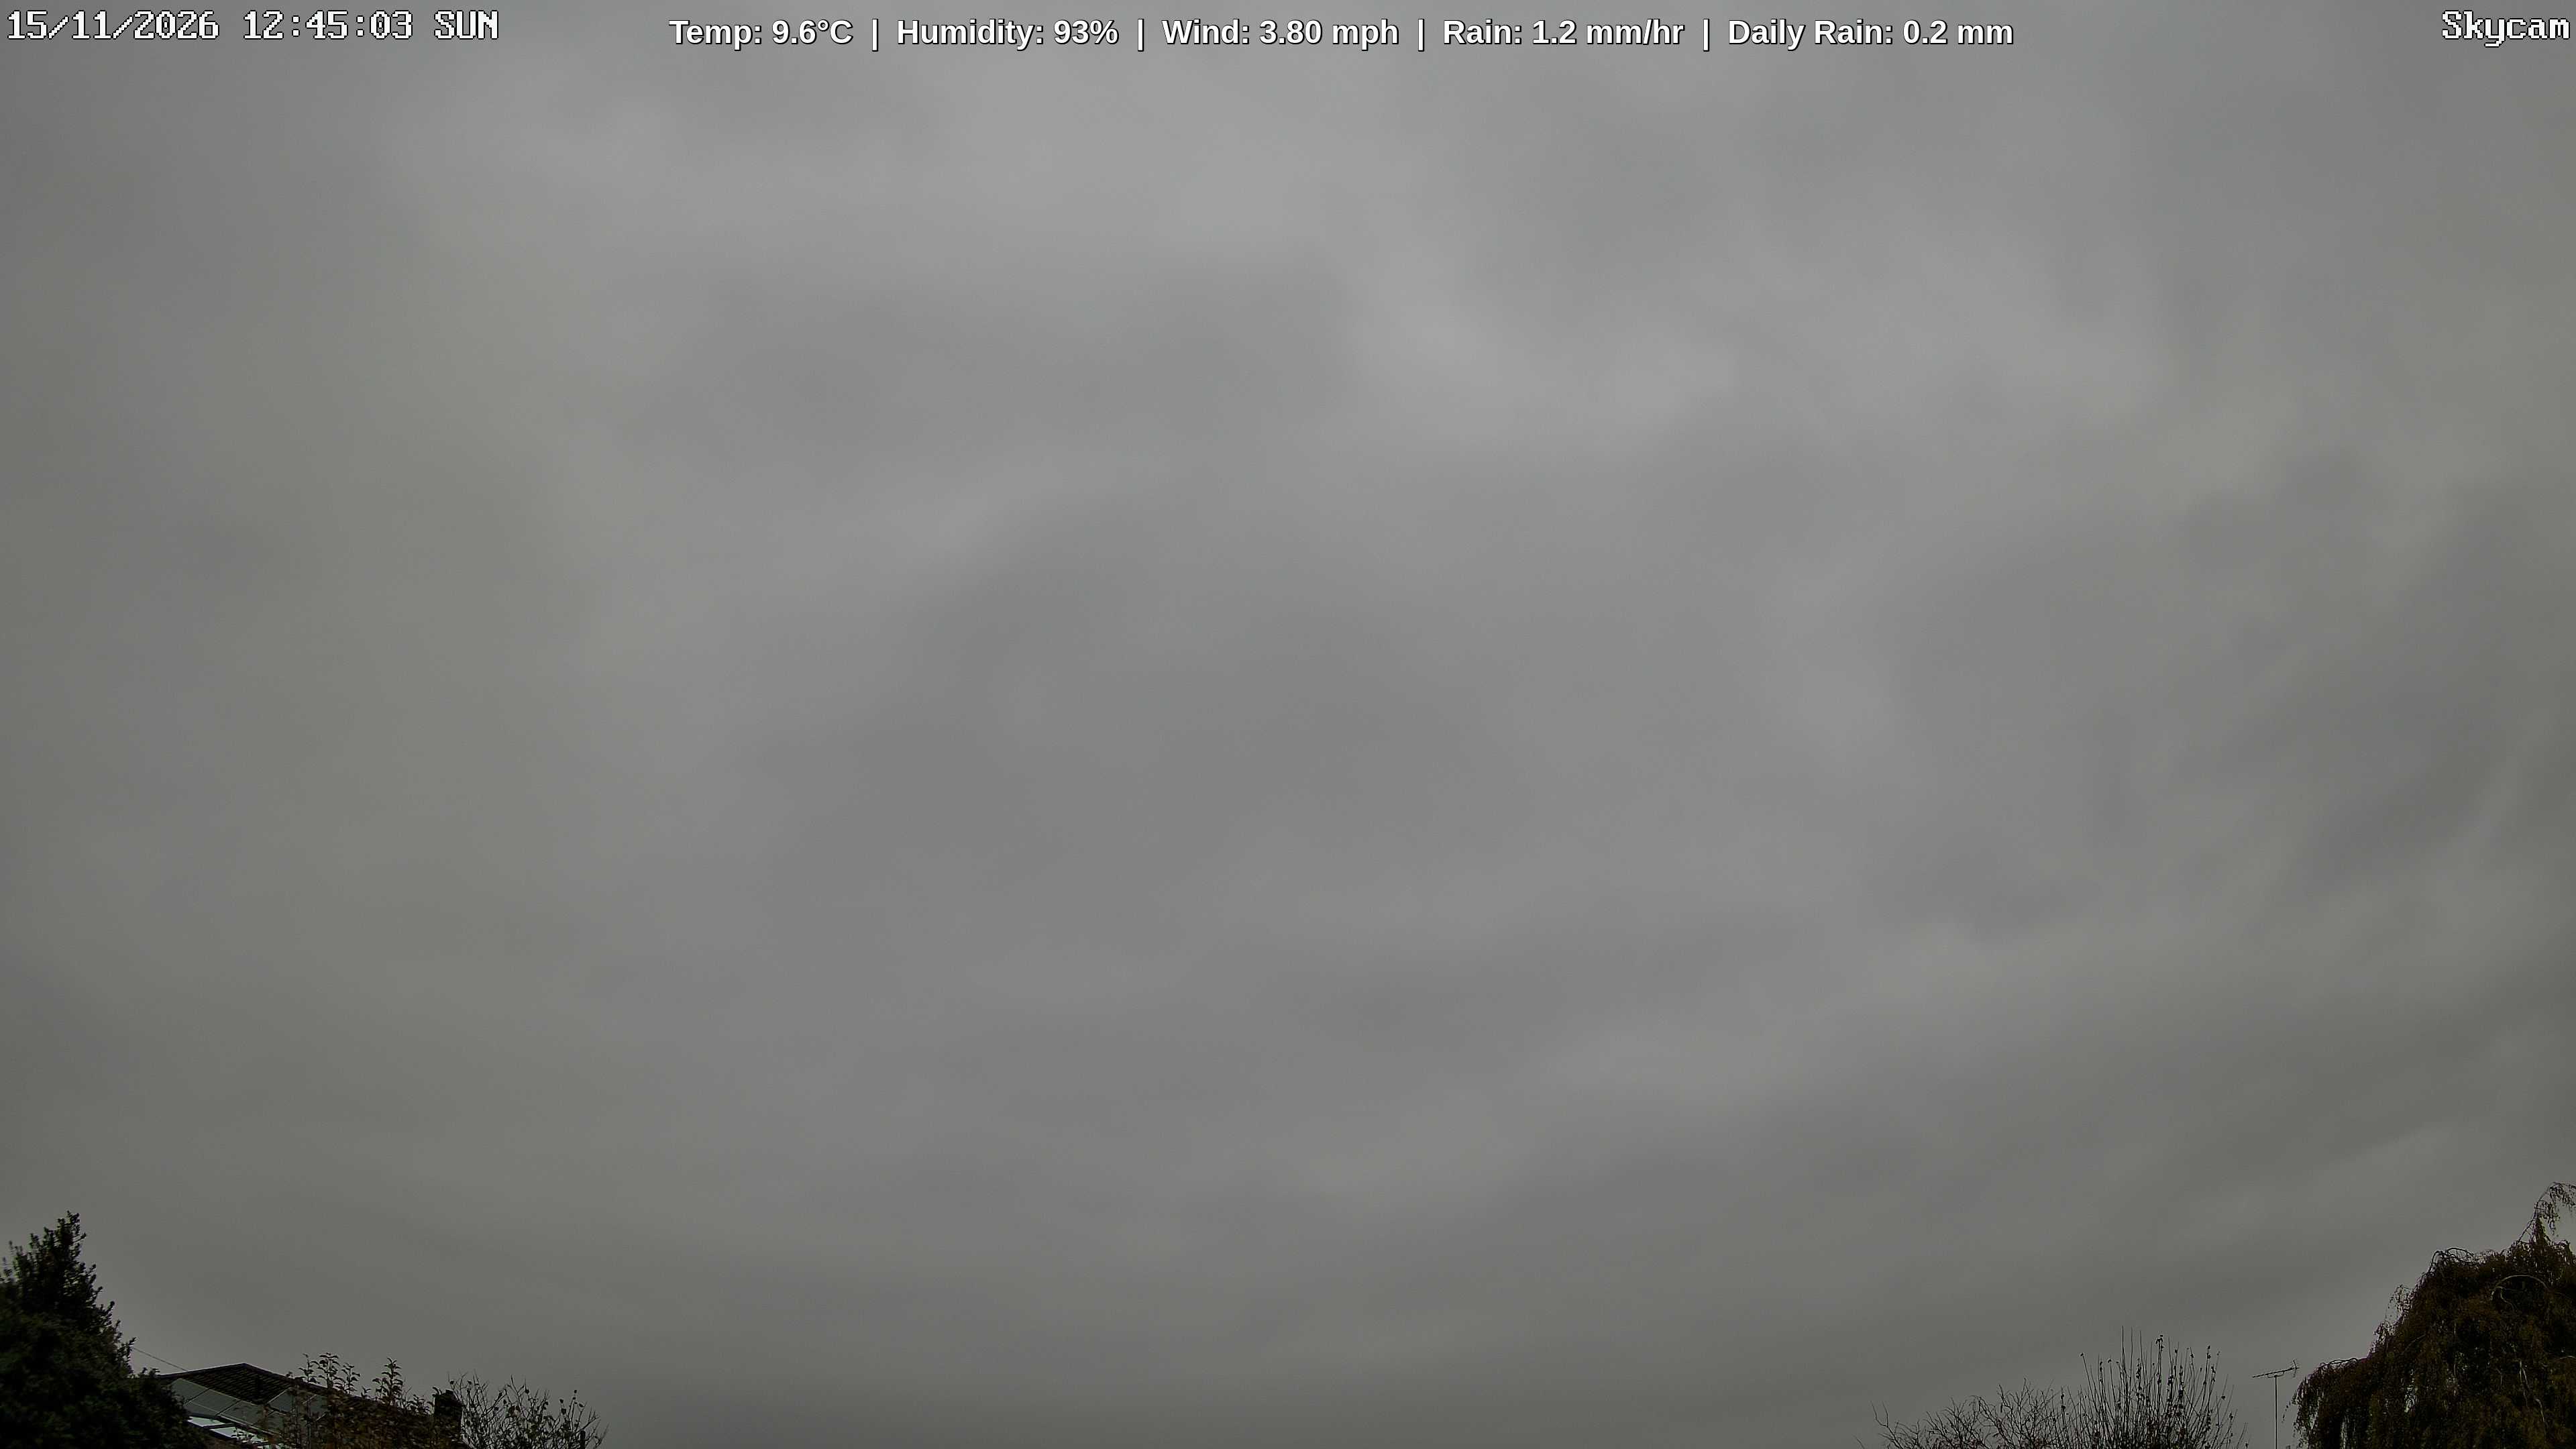 15/11/2026 12:45:03 SUN
Temp: 9.6°C | Humidity: 93% | Wind: 3.80 mph | Rain: 1.2 mm/hr | Daily Rain: 0.2 mm
Skycam